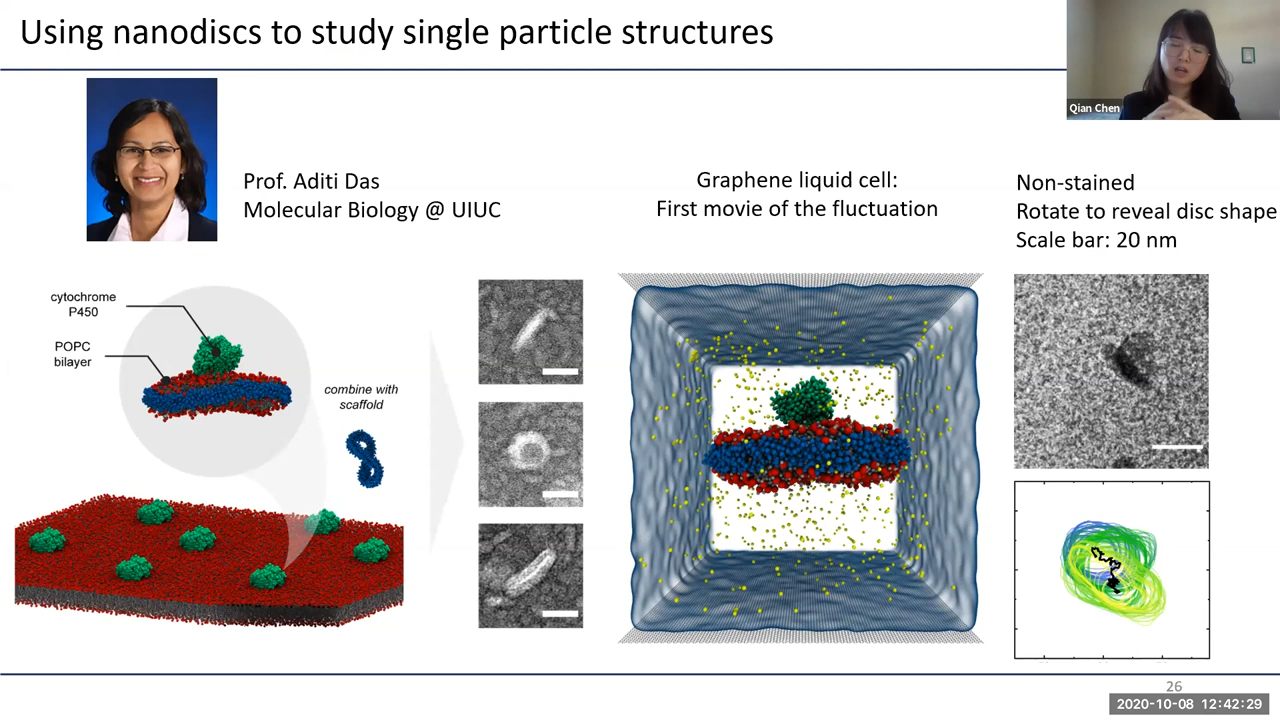 Using nanodiscs to study single particle structures
Qian Chen
Prof. Aditi Das
Molecular Biology @ UIUC
Graphene liquid cell:
First movie of the fluctuation
Non-stained
Rotate to reveal disc shape
Scale bar: 20 nm
cytochrome
P450
POPC
bilayer
combine with
scaffold
26
2020-10-08 12:42:29